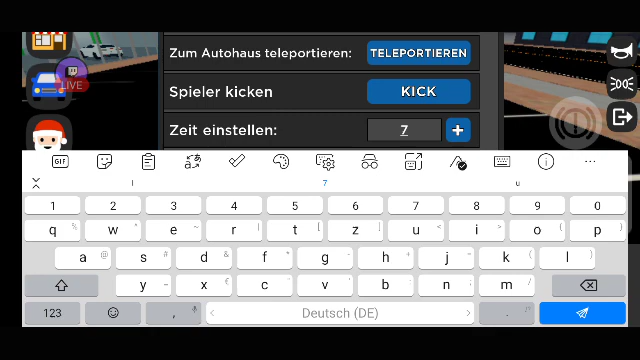 Zum Autohaus teleportieren: TELEPORTIEREN
LIVE
Spieler kicken KICK
Zeit einstellen: 7 +
GIF
l 7 u
1 2 3 4 5 6 7 8 9 0
q % w ^ e ~ r | t [ z ] u < i > o { p }
a @ s # d & f * g - h + j = k ( l )
y _ x € c " v ' b : n ; m /
123 , < Deutsch (DE) > .